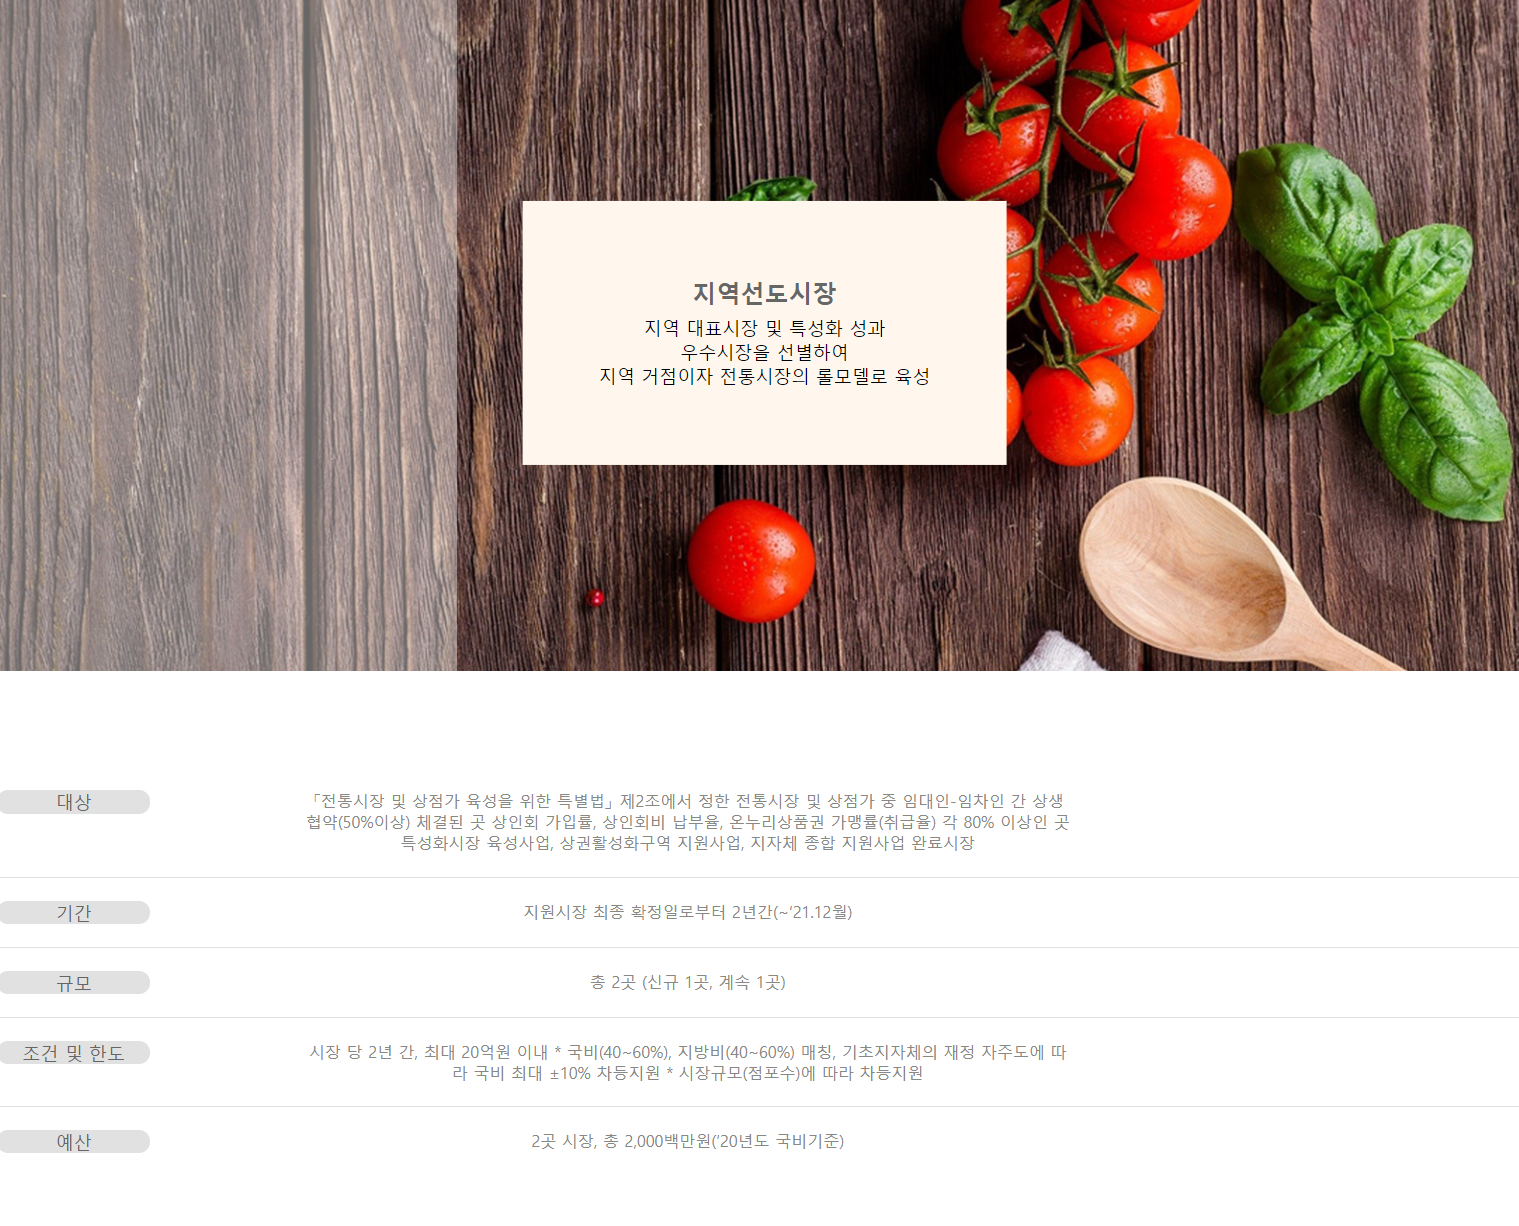 지역선도시장
지역 대표시장 및 특성화 성과
우수시장을 선별하여
지역 거점이자 전통시장의 롤모델로 육성
대상
「전통시장 및 상점가 육성을 위한 특별법」 제2조에서 정한 전통시장 및 상점가 중 임대인-임차인 간 상생
협약(50%이상) 체결된 곳 상인회 가입률, 상인회비 납부율, 온누리상품권 가맹률(취급율) 각 80% 이상인 곳
특성화시장 육성사업, 상권활성화구역 지원사업, 지자체 종합 지원사업 완료시장
기간
지원시장 최종 확정일로부터 2년간(~’21.12월)
규모
총 2곳 (신규 1곳, 계속 1곳)
조건 및 한도
시장 당 2년 간, 최대 20억원 이내 * 국비(40~60%), 지방비(40~60%) 매칭, 기초지자체의 재정 자주도에 따
라 국비 최대 ±10% 차등지원 * 시장규모(점포수)에 따라 차등지원
예산
2곳 시장, 총 2,000백만원(’20년도 국비기준)